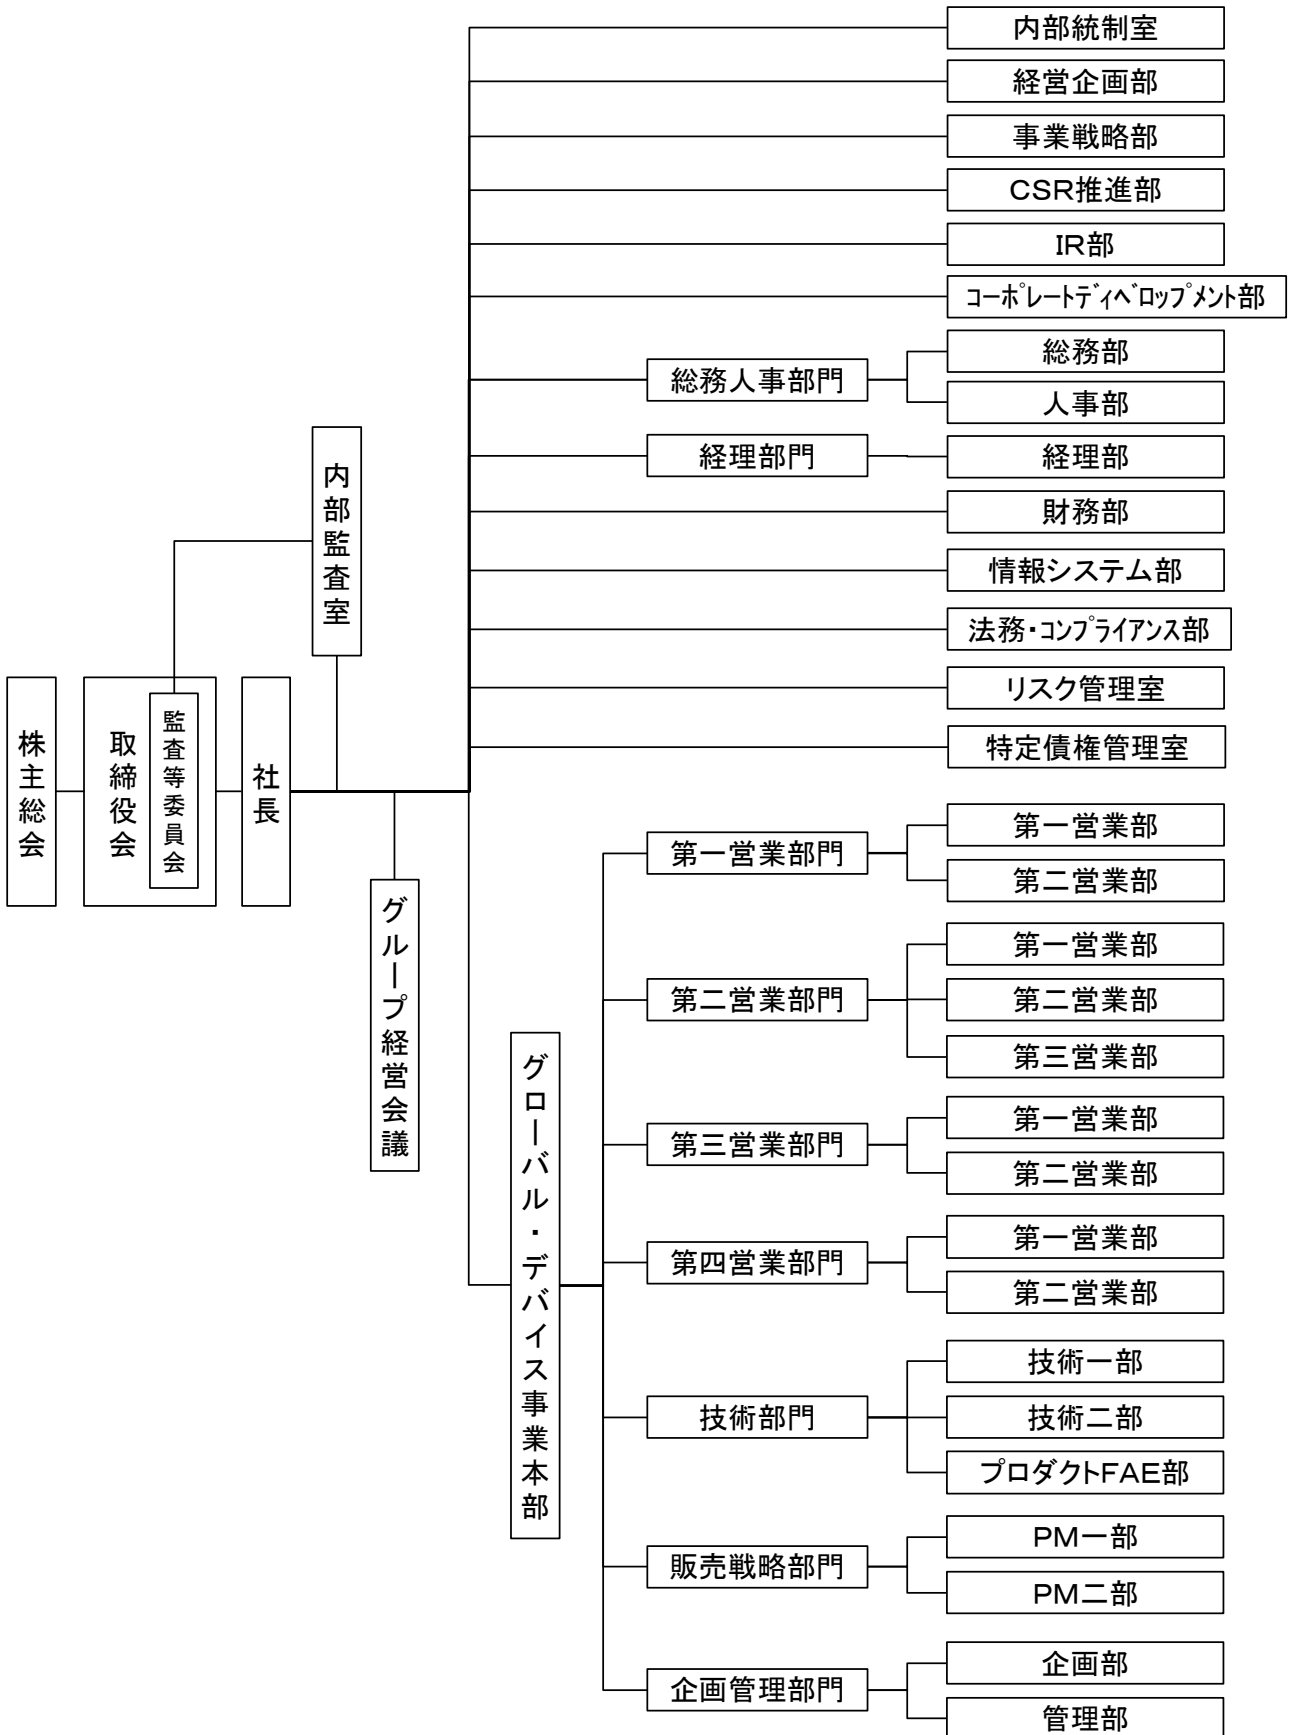 株主総会
取締役会
監査等委員会
社長
内部監査室
グループ経営会議
内部統制室
経営企画部
事業戦略部
CSR推進部
IR部
コーポレートディベロップメント部
総務人事部門
総務部
人事部
経理部門
経理部
財務部
情報システム部
法務・コンプライアンス部
リスク管理室
特定債権管理室
グローバル・デバイス事業本部
第一営業部門
第一営業部
第二営業部
第二営業部門
第一営業部
第二営業部
第三営業部
第三営業部門
第一営業部
第二営業部
第四営業部門
第一営業部
第二営業部
技術部門
技術一部
技術二部
プロダクトFAE部
販売戦略部門
PM一部
PM二部
企画管理部門
企画部
管理部